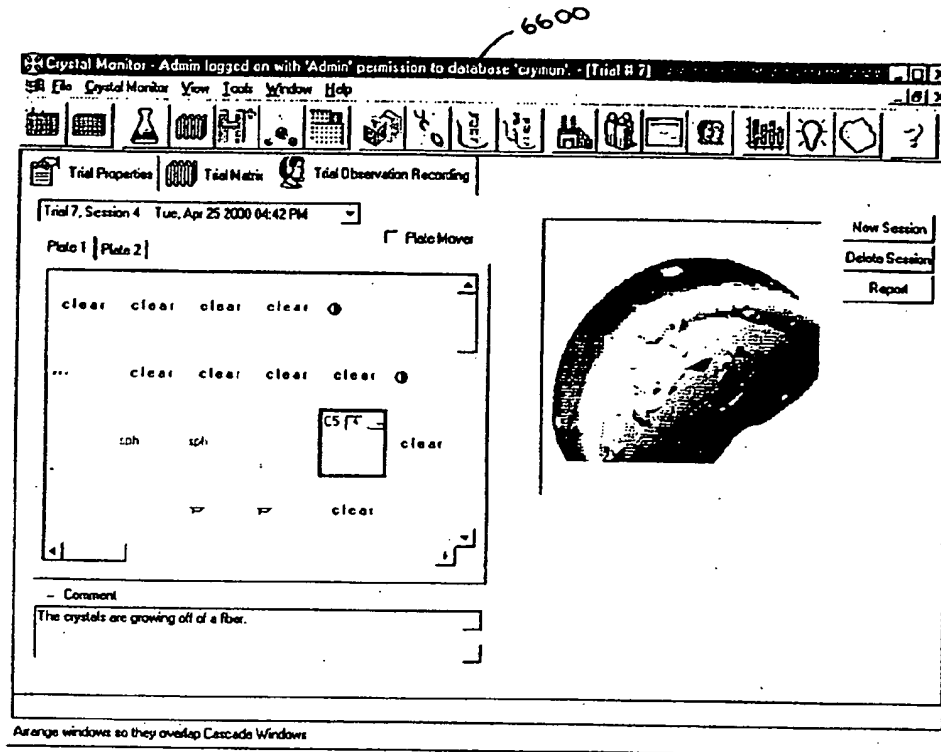 6600
Crystal Monitor - Admin logged on with 'Admin' permission to database 'crymon'. - [Trial # 7]
File Crystal Monitor View Tools Window Help
Trial Properties Trial Matrix Trial Observation Recording
Trial 7, Session 4 Tue, Apr 25 2000 04:42 PM
Plate Mover
Plate 1 Plate 2
New Session
Delete Session
Report
clear clear clear clear
... clear clear clear clear
sph sph C5 clear
clear
Comment
The crystals are growing off of a fiber.
Arrange windows so they overlap Cascade Windows